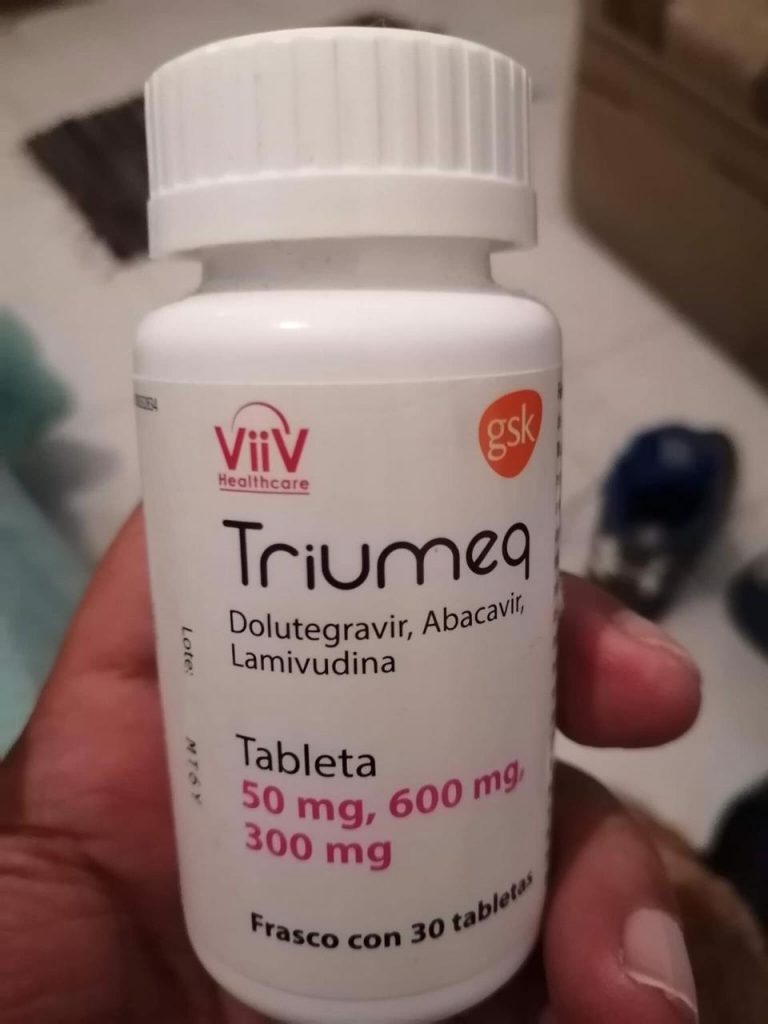 ViiV
Healthcare
gsk
Triumeq
Dolutegravir, Abacavir,
Lamivudina
Tableta
50 mg, 600 mg,
300 mg
Frasco con 30 tabletas
Lote: MT6Y